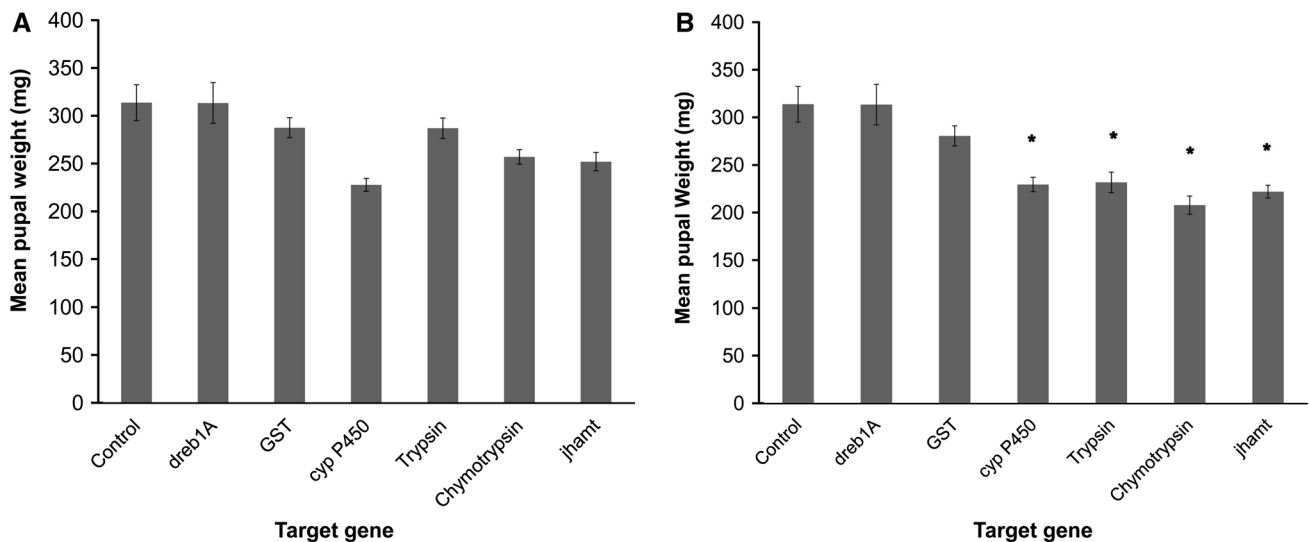 A
Mean pupal weight (mg)
400
350
300
250
200
150
100
50
0
Control
dreb1A
GST
cyp P450
Trypsin
Chymotrypsin
jhamt
Target gene
B
Mean pupal Weight (mg)
400
350
300
250
200
150
100
50
0
* * * *
Control
dreb1A
GST
cyp P450
Trypsin
Chymotrypsin
jhamt
Target gene